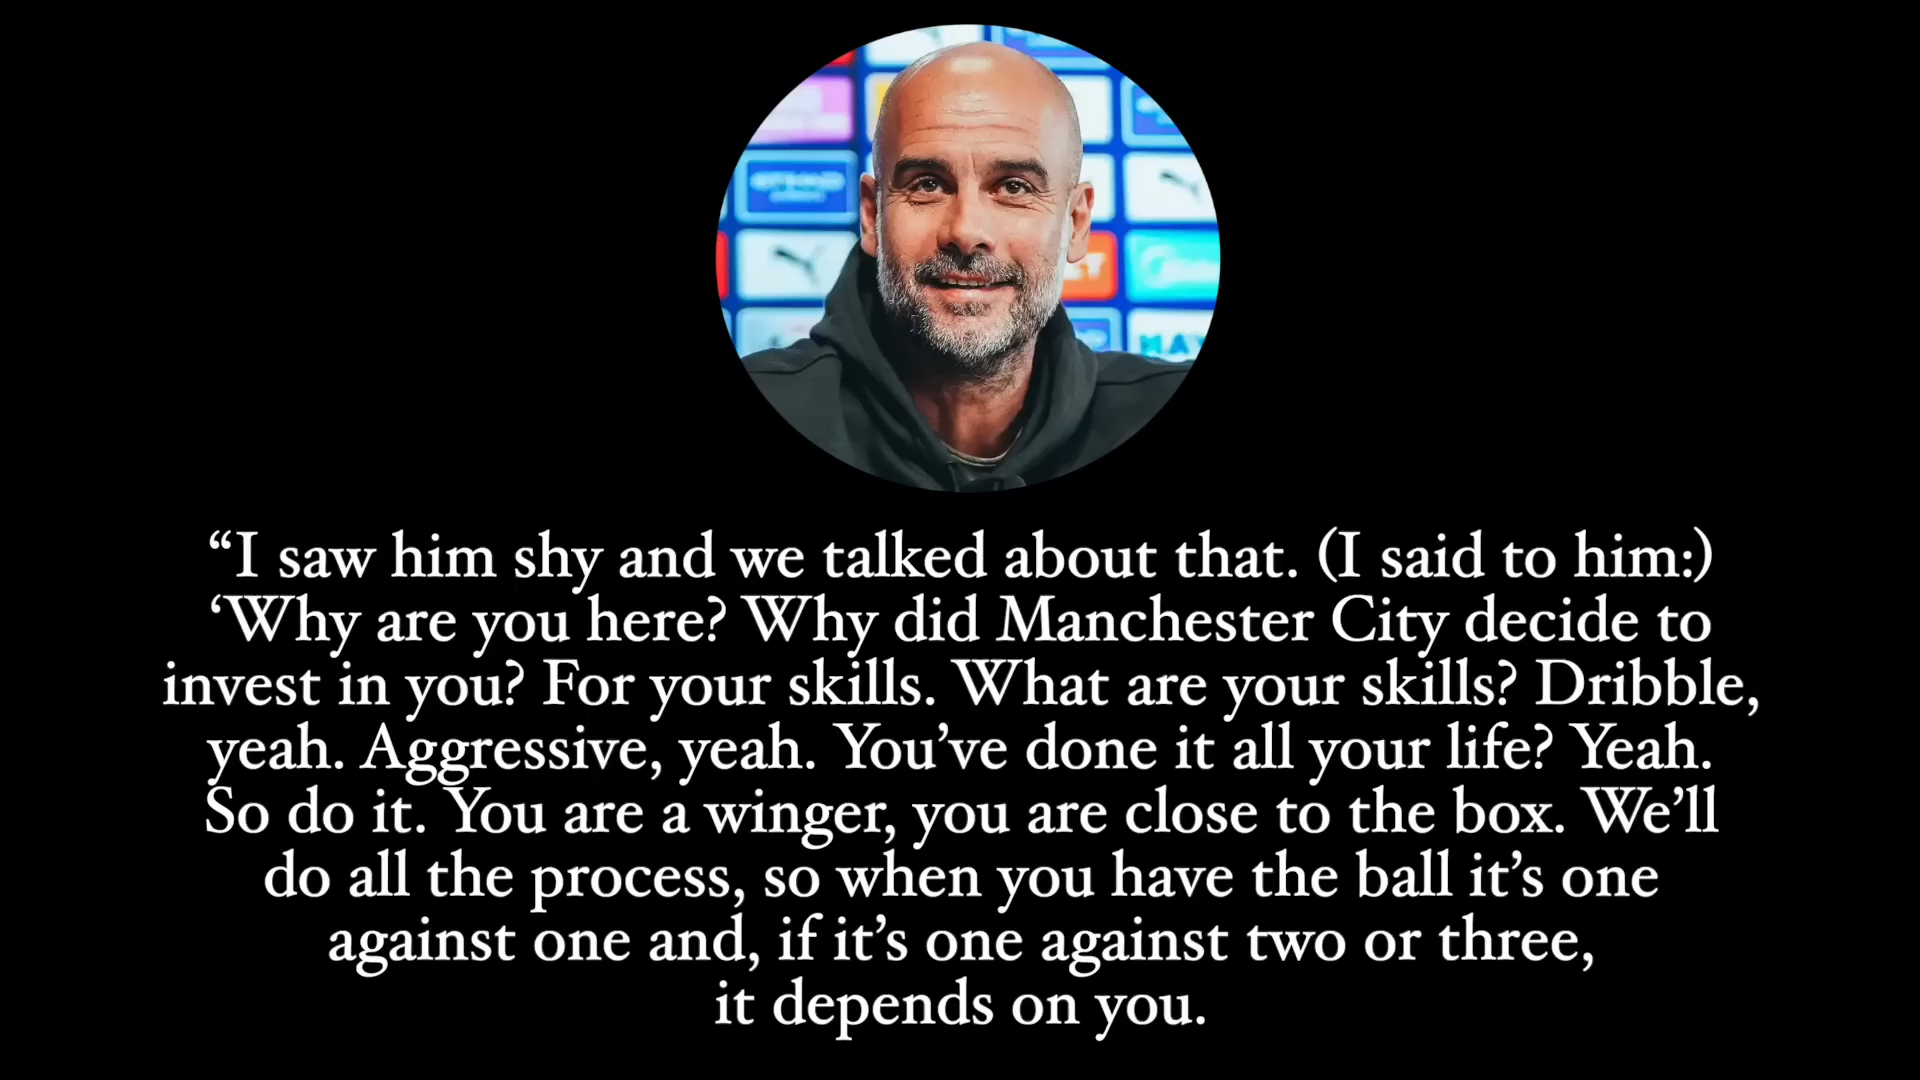 “I saw him shy and we talked about that. (I said to him:)
‘Why are you here? Why did Manchester City decide to
invest in you? For your skills. What are your skills? Dribble,
yeah. Aggressive, yeah. You’ve done it all your life? Yeah.
So do it. You are a winger, you are close to the box. We’ll
do all the process, so when you have the ball it’s one
against one and, if it’s one against two or three,
it depends on you.